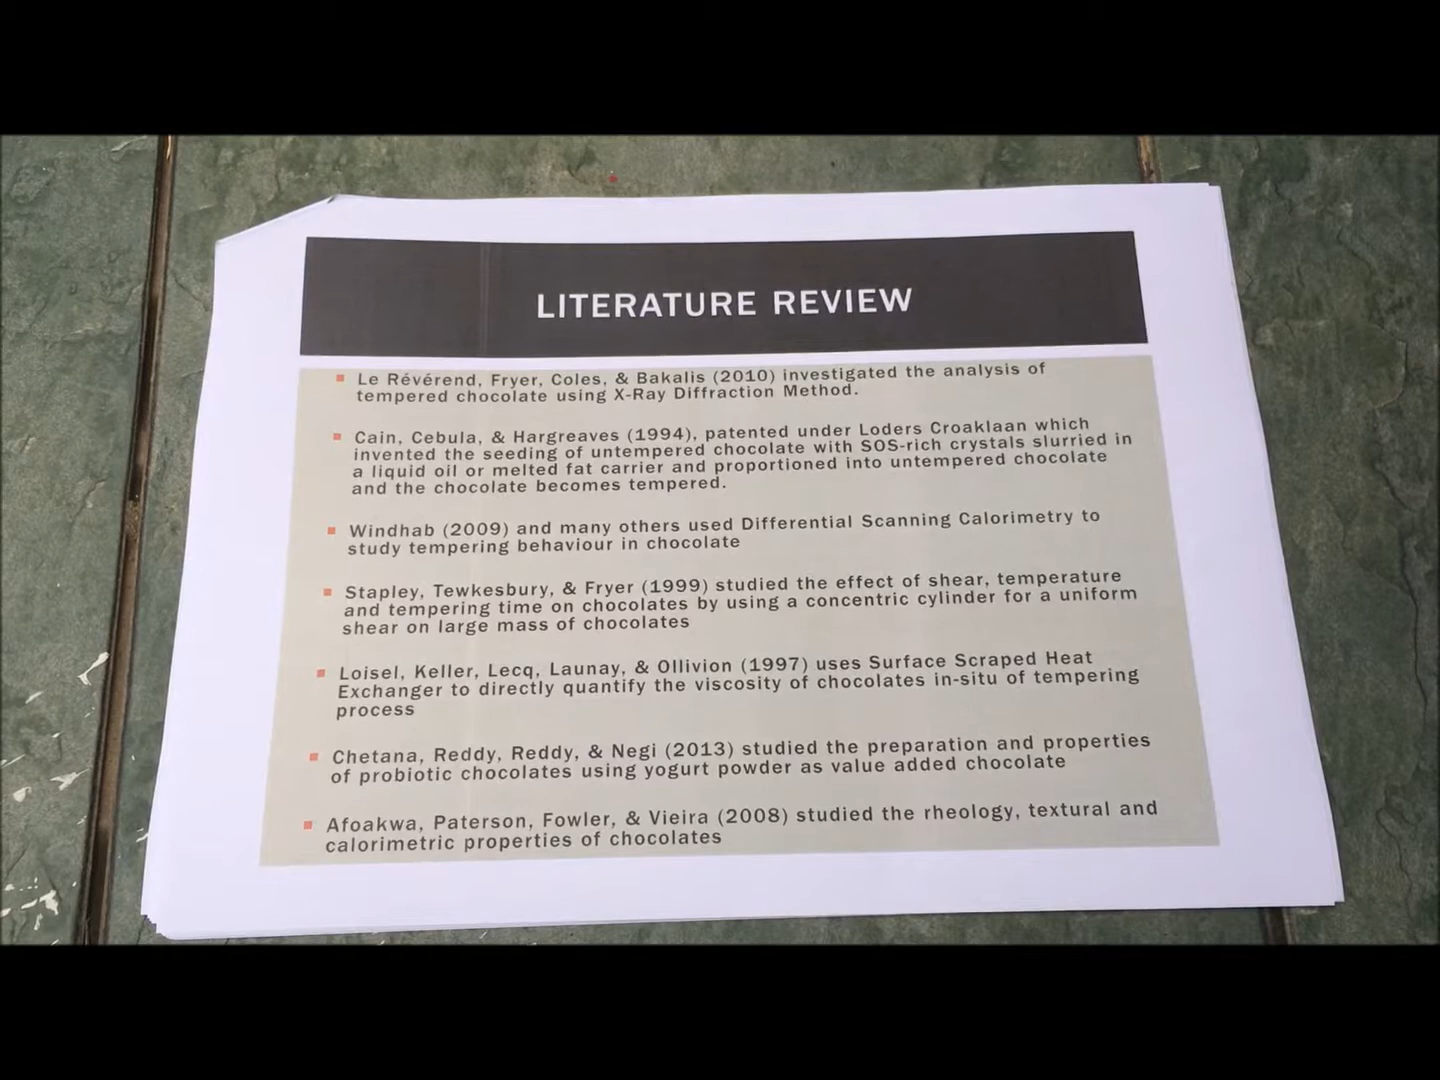 LITERATURE REVIEW
Le Révérend, Fryer, Coles, & Bakalis (2010) investigated the analysis of
tempered chocolate using X-Ray Diffraction Method.
Cain, Cebula, & Hargreaves (1994), patented under Loders Croaklaan which
invented the seeding of untempered chocolate with SOS-rich crystals slurried in
a liquid oil or melted fat carrier and proportioned into untempered chocolate
and the chocolate becomes tempered.
Windhab (2009) and many others used Differential Scanning Calorimetry to
study tempering behaviour in chocolate
Stapley, Tewkesbury, & Fryer (1999) studied the effect of shear, temperature
and tempering time on chocolates by using a concentric cylinder for a uniform
shear on large mass of chocolates
Loisel, Keller, Lecq, Launay, & Ollivion (1997) uses Surface Scraped Heat
Exchanger to directly quantify the viscosity of chocolates in-situ of tempering
process
Chetana, Reddy, Reddy, & Negi (2013) studied the preparation and properties
of probiotic chocolates using yogurt powder as value added chocolate
Afoakwa, Paterson, Fowler, & Vieira (2008) studied the rheology, textural and
calorimetric properties of chocolates